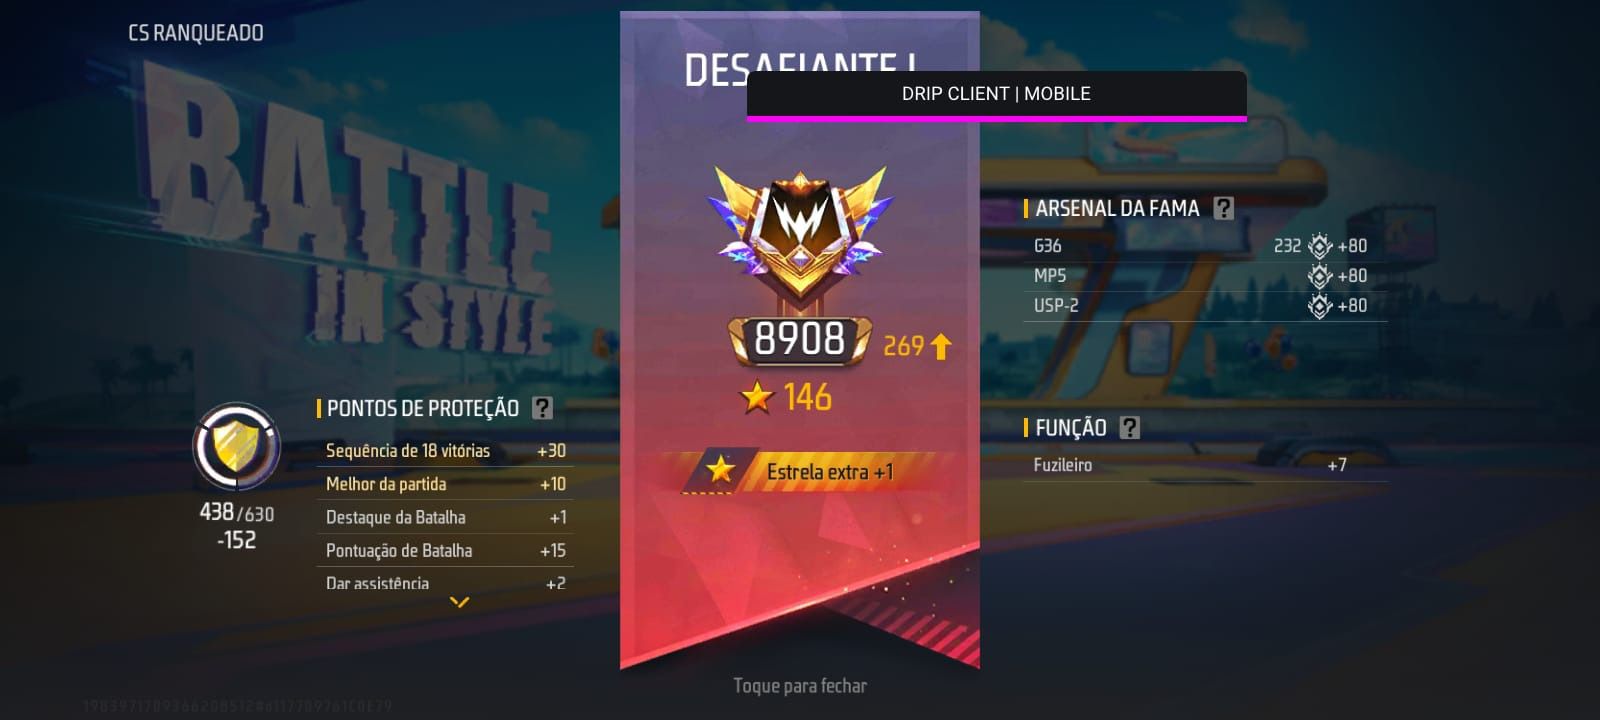 CS RANQUEADO
DESAFIANTE I
DRIP CLIENT | MOBILE
BATTLE
IN STYLE
ARSENAL DA FAMA ?
G36 232 +80
MP5 +80
USP-2 +80
8908 269
146
PONTOS DE PROTEÇÃO ?
Sequência de 18 vitórias +30
Melhor da partida +10
Destaque da Batalha +1
Pontuação de Batalha +15
Dar assistência +2
438/630
-152
Estrela extra +1
FUNÇÃO ?
Fuzileiro +7
Toque para fechar